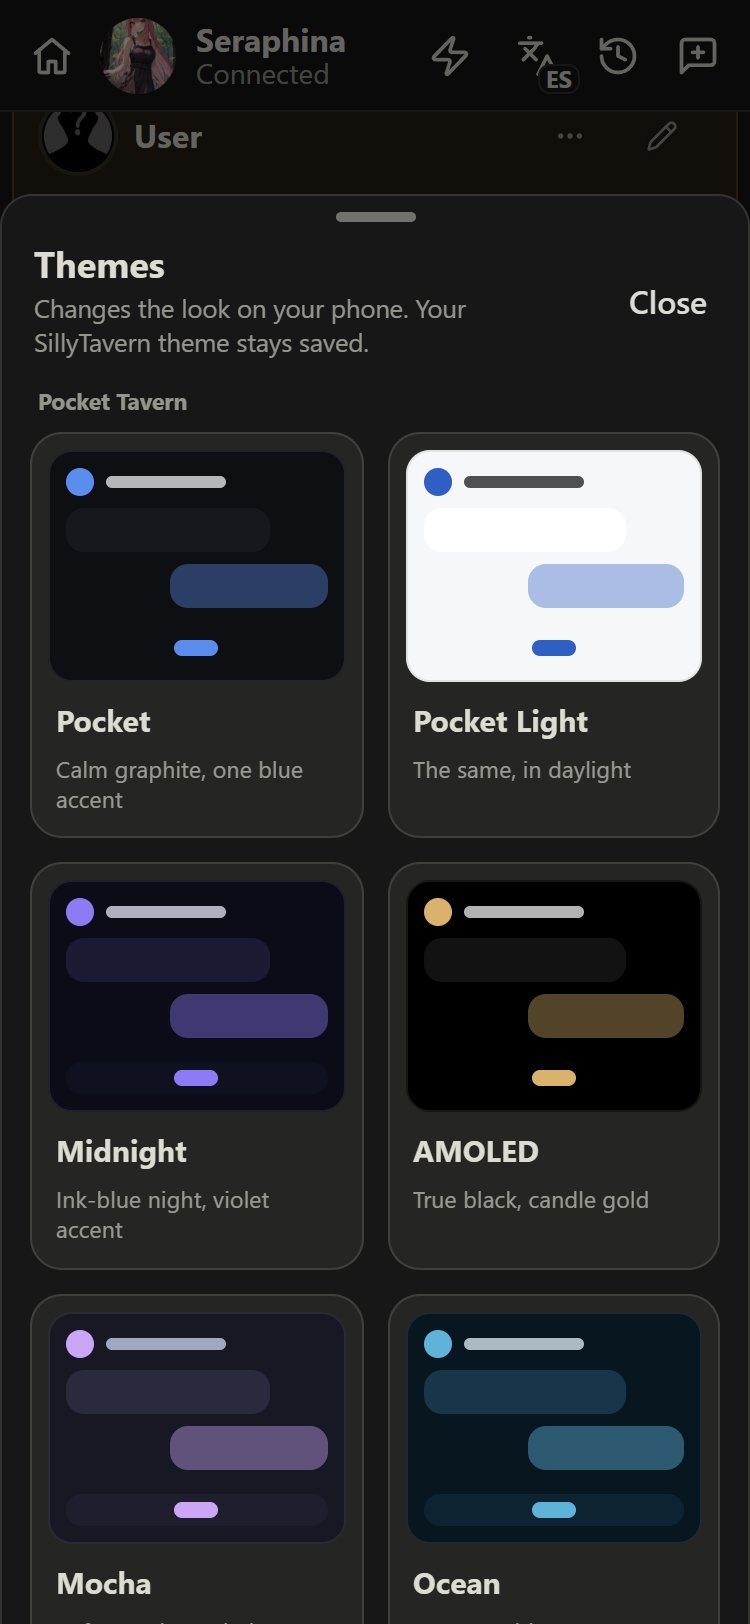 Seraphina
Connected
ES
User
Themes
Changes the look on your phone. Your
SillyTavern theme stays saved.
Close
Pocket Tavern
Pocket
Calm graphite, one blue
accent
Pocket Light
The same, in daylight
Midnight
Ink-blue night, violet
accent
AMOLED
True black, candle gold
Mocha
Ocean